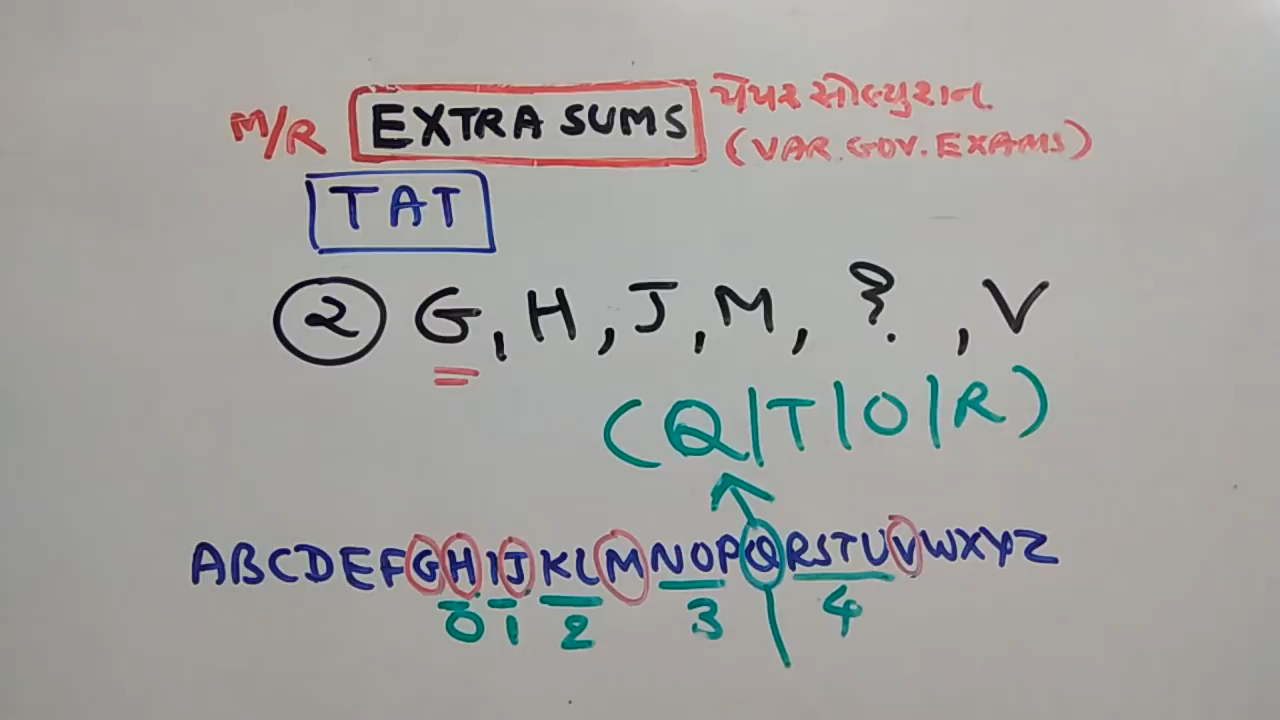 M/R EXTRA SUMS પેપર સોલ્યુશન
(VAR. GOV. EXAMS)
TAT
2 G, H, J, M, ?, V
(Q|T|O|R)
ABCDEFGHIJKLMNOPQRSTUVWXYZ
0 1 2 3 4